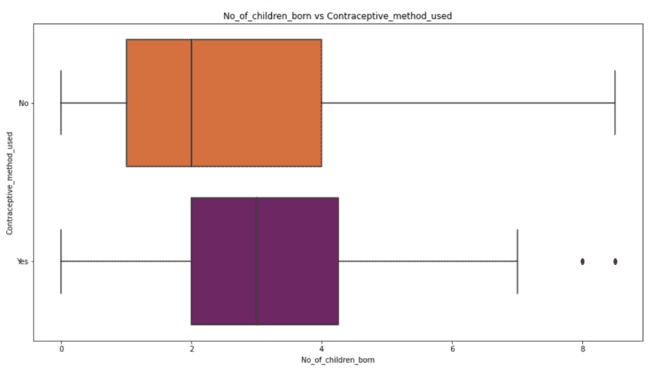 No_of_children_born vs Contraceptive_method_used
Contraceptive_method_used
No
Yes
0
2
4
6
8
No_of_children_born